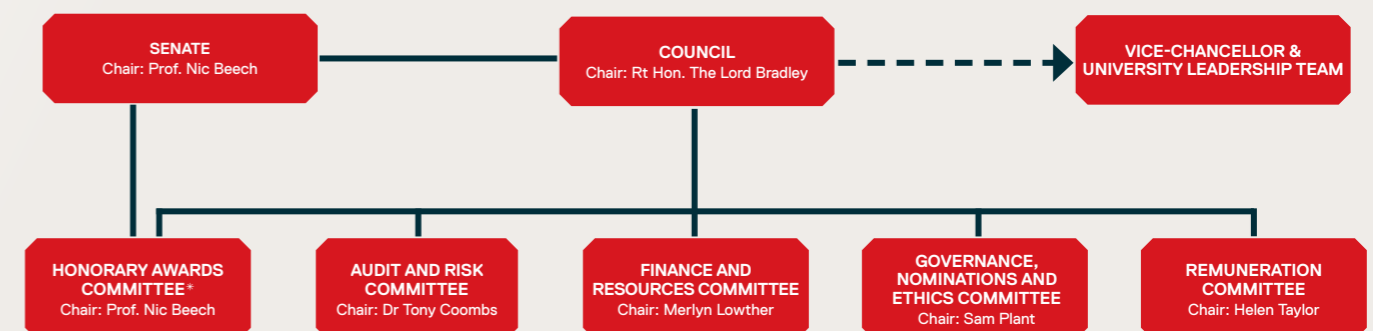 SENATE
Chair: Prof. Nic Beech
COUNCIL
Chair: Rt Hon. The Lord Bradley
VICE-CHANCELLOR &
UNIVERSITY LEADERSHIP TEAM
HONORARY AWARDS
COMMITTEE*
Chair: Prof. Nic Beech
AUDIT AND RISK
COMMITTEE
Chair: Dr Tony Coombs
FINANCE AND
RESOURCES COMMITTEE
Chair: Merlyn Lowther
GOVERNANCE,
NOMINATIONS AND
ETHICS COMMITTEE
Chair: Sam Plant
REMUNERATION
COMMITTEE
Chair: Helen Taylor